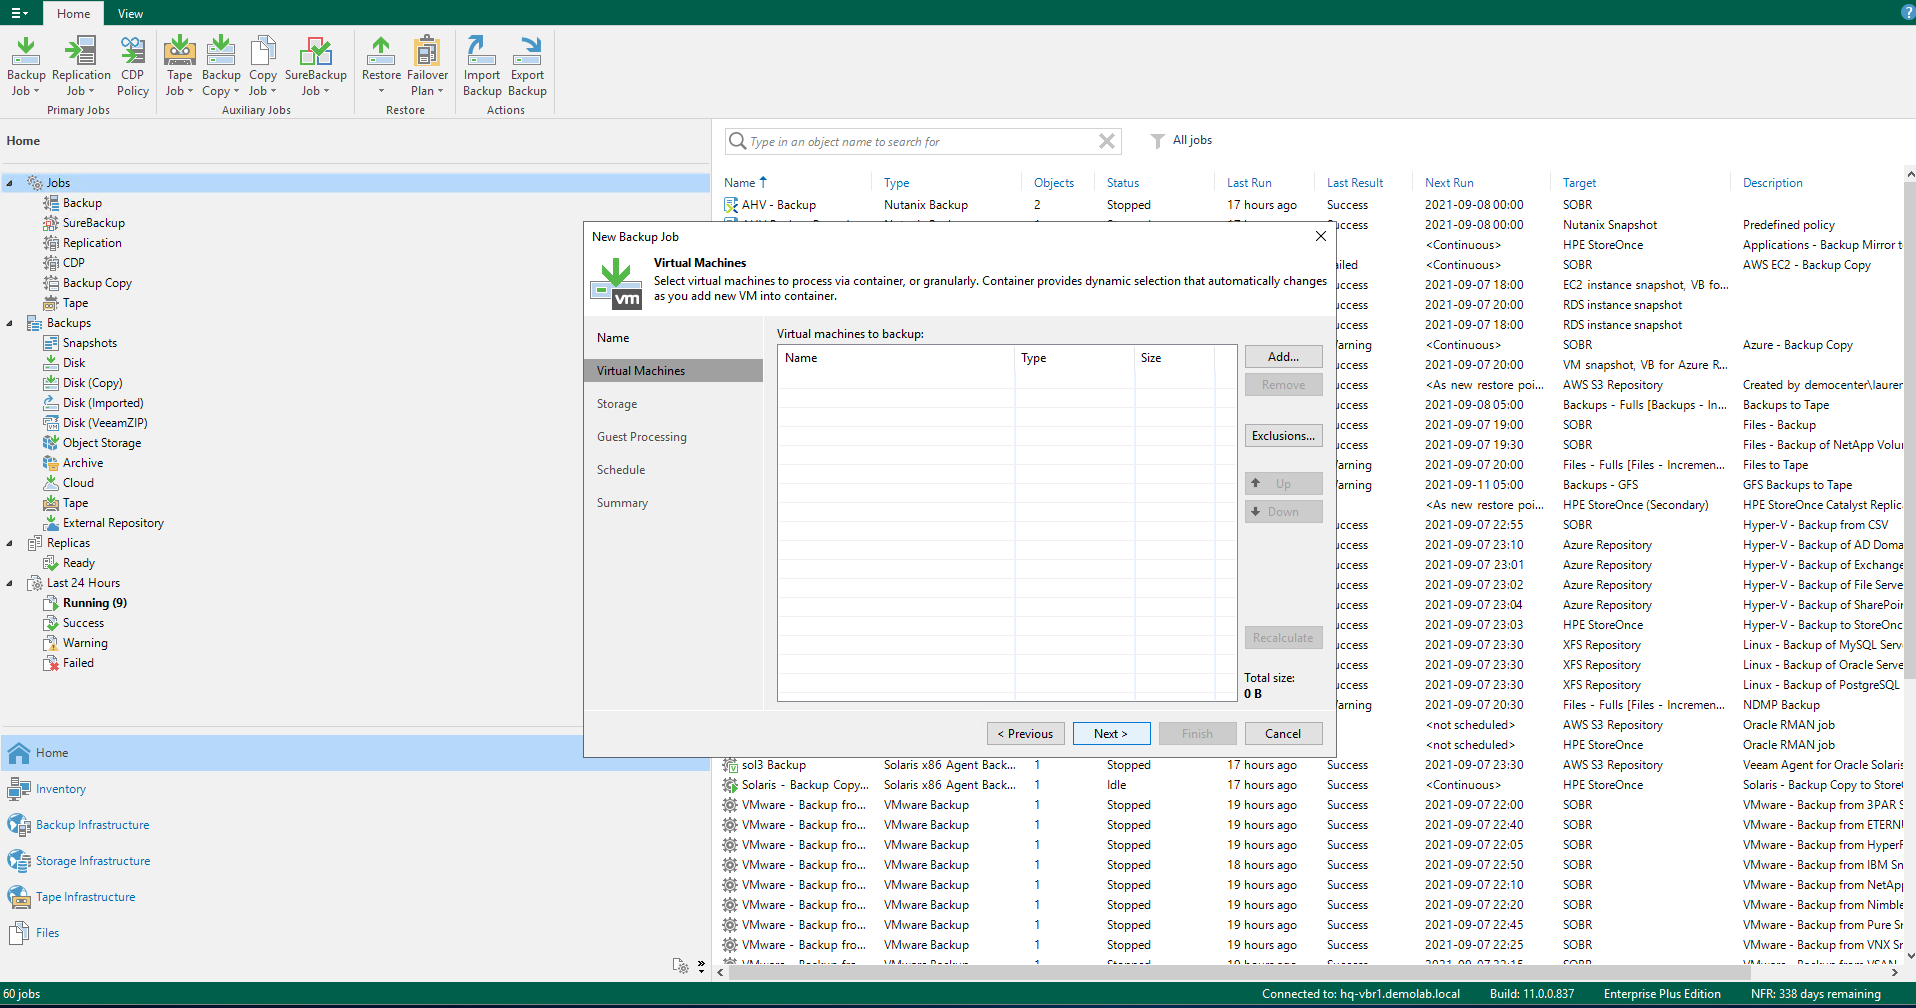 Home View
?
Backup Job
Replication Job
CDP Policy
Primary Jobs
Tape Job
Backup Copy
Copy Job
SureBackup Job
Auxiliary Jobs
Restore
Failover Plan
Restore
Import Backup
Export Backup
Actions
Home
Jobs
Backup
SureBackup
Replication
CDP
Backup Copy
Tape
Backups
Snapshots
Disk
Disk (Copy)
Disk (Imported)
Disk (VeeamZIP)
Object Storage
Archive
Cloud
Tape
External Repository
Replicas
Ready
Last 24 Hours
Running (9)
Success
Warning
Failed
Home
Inventory
Backup Infrastructure
Storage Infrastructure
Tape Infrastructure
Files
Type in an object name to search for
All jobs
Name Type Objects Status Last Run Last Result Next Run Target Description
AHV - Backup Nutanix Backup 2 Stopped 17 hours ago Success 2021-09-08 00:00 SOBR
2021-09-08 00:00 Nutanix Snapshot Predefined policy
<Continuous> HPE StoreOnce Applications - Backup Mirror t
iled <Continuous> SOBR AWS EC2 - Backup Copy
uccess 2021-09-07 18:00 EC2 instance snapshot, VB fo...
uccess 2021-09-07 20:00 RDS instance snapshot
uccess 2021-09-07 18:00 RDS instance snapshot
arning <Continuous> SOBR Azure - Backup Copy
uccess 2021-09-07 20:00 VM snapshot, VB for Azure R...
uccess <As new restore poi... AWS S3 Repository Created by democenter\lauren
uccess 2021-09-08 05:00 Backups - Fulls [Backups - In... Backups to Tape
uccess 2021-09-07 19:00 SOBR Files - Backup
uccess 2021-09-07 19:30 SOBR Files - Backup of NetApp Volu
arning 2021-09-07 20:00 Files - Fulls [Files - Incremen... Files to Tape
arning 2021-09-11 05:00 Backups - GFS GFS Backups to Tape
<As new restore poi... HPE StoreOnce (Secondary) HPE StoreOnce Catalyst Replic
uccess 2021-09-07 22:55 SOBR Hyper-V - Backup from CSV
uccess 2021-09-07 23:10 Azure Repository Hyper-V - Backup of AD Doma
uccess 2021-09-07 23:01 Azure Repository Hyper-V - Backup of Exchange
uccess 2021-09-07 23:02 Azure Repository Hyper-V - Backup of File Serve
uccess 2021-09-07 23:04 Azure Repository Hyper-V - Backup of SharePoin
uccess 2021-09-07 23:03 HPE StoreOnce Hyper-V - Backup to StoreOnc
uccess 2021-09-07 23:30 XFS Repository Linux - Backup of MySQL Serv
uccess 2021-09-07 23:30 XFS Repository Linux - Backup of Oracle Serve
uccess 2021-09-07 23:30 XFS Repository Linux - Backup of PostgreSQL
arning 2021-09-07 20:30 Files - Fulls [Files - Incremen... NDMP Backup
uccess <not scheduled> AWS S3 Repository Oracle RMAN job
uccess <not scheduled> HPE StoreOnce Oracle RMAN job
sol3 Backup Solaris x86 Agent Back... 1 Stopped 17 hours ago Success 2021-09-07 23:30 AWS S3 Repository Veeam Agent for Oracle Solaris
Solaris - Backup Copy... Solaris x86 Agent Back... 1 Idle 17 hours ago Success <Continuous> HPE StoreOnce Solaris - Backup Copy to Store
VMware - Backup fro... VMware Backup 1 Stopped 19 hours ago Success 2021-09-07 22:00 SOBR VMware - Backup from 3PAR S
VMware - Backup fro... VMware Backup 1 Stopped 19 hours ago Success 2021-09-07 22:40 SOBR VMware - Backup from ETERN
VMware - Backup fro... VMware Backup 1 Stopped 19 hours ago Success 2021-09-07 22:05 SOBR VMware - Backup from HyperF
VMware - Backup fro... VMware Backup 1 Stopped 18 hours ago Success 2021-09-07 22:50 SOBR VMware - Backup from IBM Sn
VMware - Backup fro... VMware Backup 1 Stopped 19 hours ago Success 2021-09-07 22:10 SOBR VMware - Backup from NetApp
VMware - Backup fro... VMware Backup 1 Stopped 19 hours ago Success 2021-09-07 22:20 SOBR VMware - Backup from Nimble
VMware - Backup fro... VMware Backup 1 Stopped 19 hours ago Success 2021-09-07 22:45 SOBR VMware - Backup from Pure S
VMware - Backup fro... VMware Backup 1 Stopped 19 hours ago Success 2021-09-07 22:25 SOBR VMware - Backup from VNX Sn
New Backup Job
vm
Virtual Machines
Select virtual machines to process via container, or granularly. Container provides dynamic selection that automatically changes
as you add new VM into container.
Name
Virtual Machines
Storage
Guest Processing
Schedule
Summary
Virtual machines to backup:
Name Type Size
Add...
Remove
Exclusions...
Up
Down
Recalculate
Total size:
0 B
< Previous Next > Finish Cancel
60 jobs Connected to: hq-vbr1.demolab.local Build: 11.0.0.837 Enterprise Plus Edition NFR: 338 days remaining